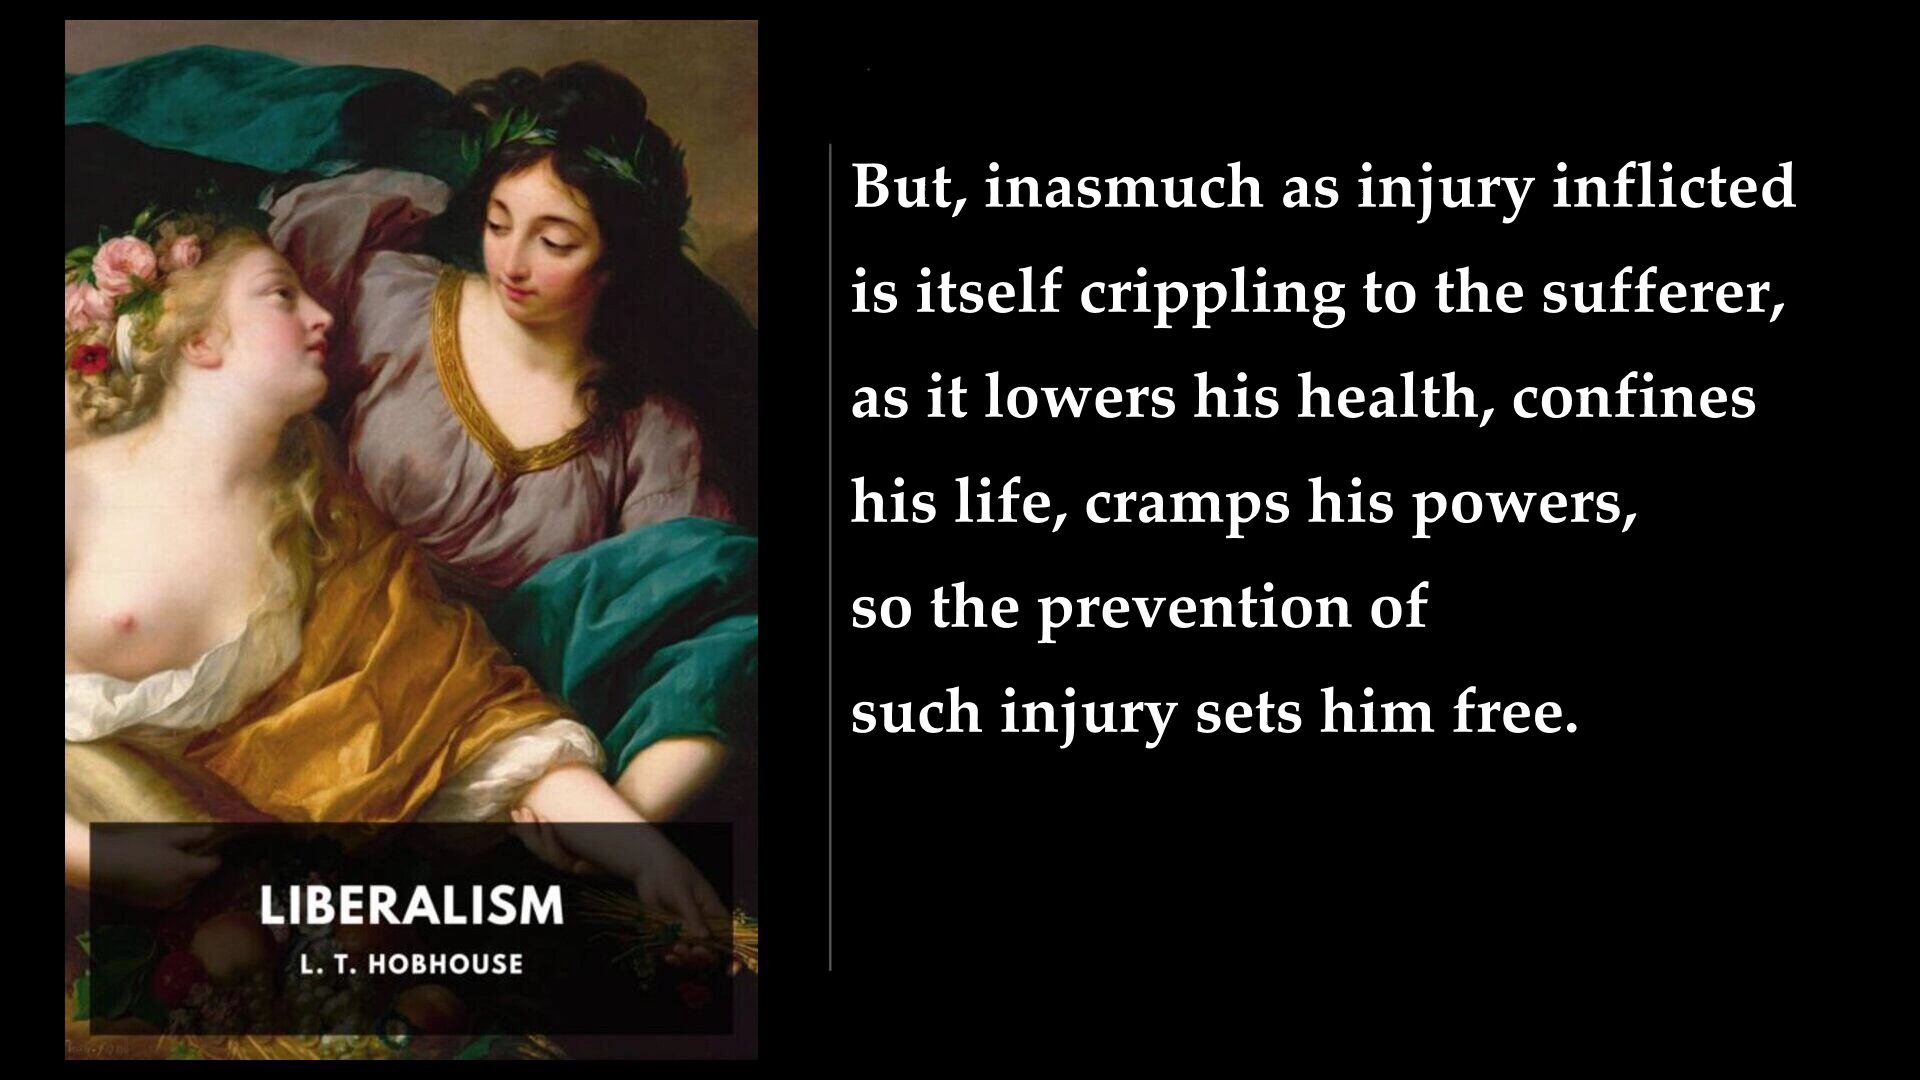 But, inasmuch as injury inflicted
is itself crippling to the sufferer,
as it lowers his health, confines
his life, cramps his powers,
so the prevention of
such injury sets him free.
LIBERALISM
L. T. HOBHOUSE